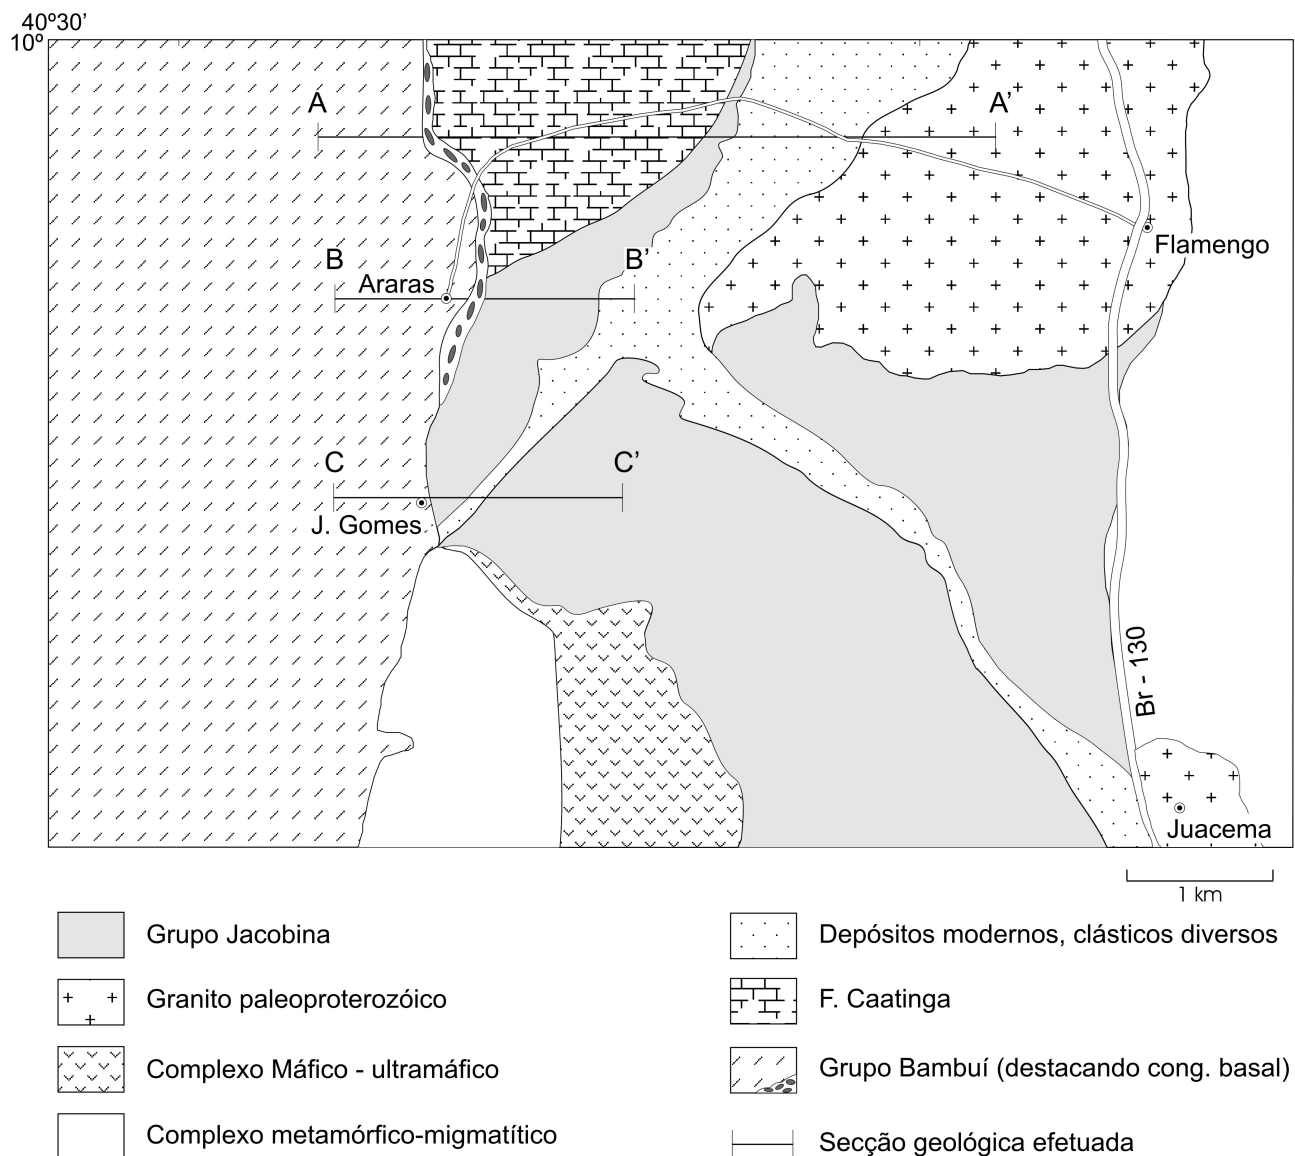 40º30’
10º
A
A’
B
B’
Araras
Flamengo
C
C’
J. Gomes
Br - 130
Juacema
1 km
Grupo Jacobina
Granito paleoproterozóico
Complexo Máfico - ultramáfico
Complexo metamórfico-migmatítico
Depósitos modernos, clásticos diversos
F. Caatinga
Grupo Bambuí (destacando cong. basal)
Secção geológica efetuada